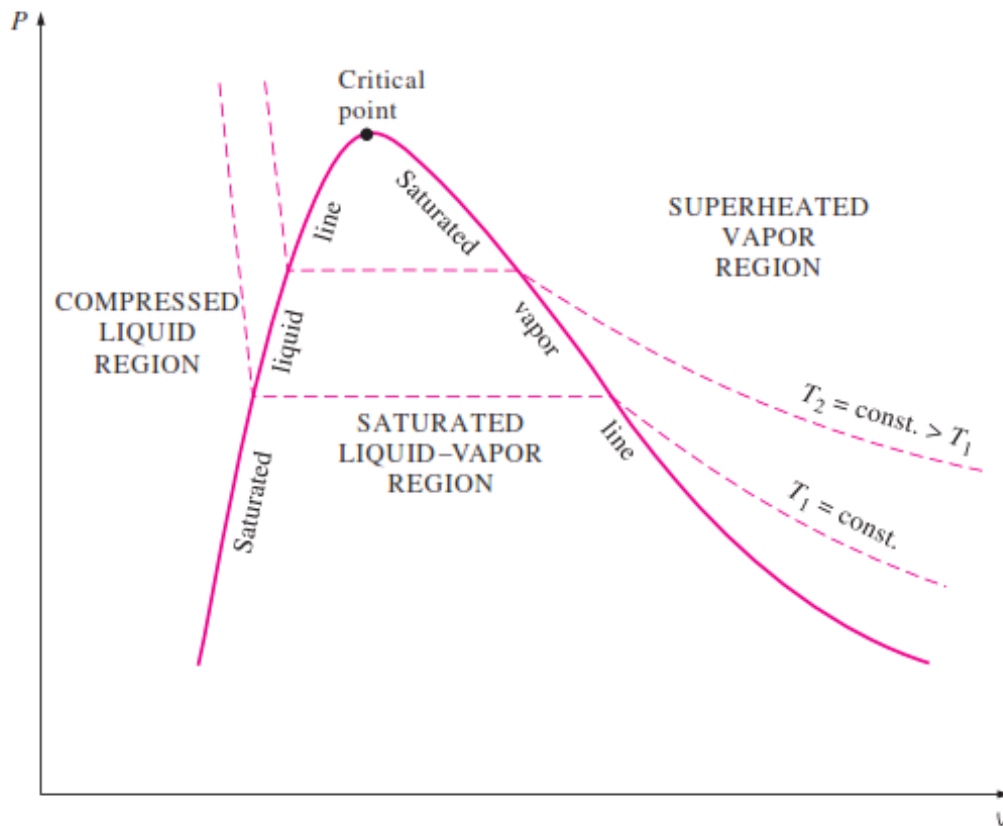 P
Critical
point
Saturated
line
SUPERHEATED
VAPOR
REGION
COMPRESSED
LIQUID
REGION
liquid
vapor
T₂ = const. > T₁
SATURATED
LIQUID–VAPOR
REGION
line
Saturated
T₁ = const.
v